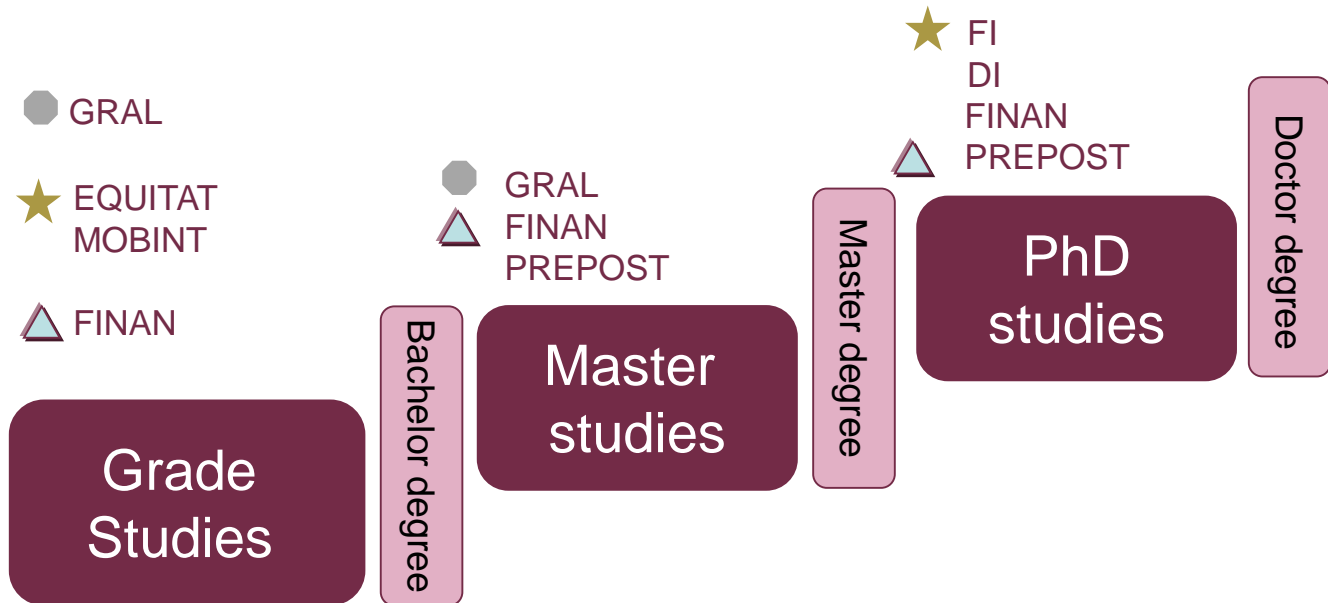 GRAL
EQUITAT
MOBINT
FINAN
Grade
Studies
Bachelor degree
GRAL
FINAN
PREPOST
Master
studies
Master degree
FI
DI
FINAN
PREPOST
PhD
studies
Doctor degree